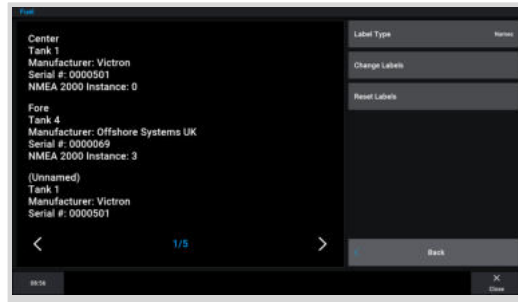 Fuel
Center
Tank 1
Manufacturer: Victron
Serial #: 0000501
NMEA 2000 Instance: 0
Fore
Tank 4
Manufacturer: Offshore Systems UK
Serial #: 0000069
NMEA 2000 Instance: 3
(Unnamed)
Tank 1
Manufacturer: Victron
Serial #: 0000501
1/5
Label Type Names
Change Labels
Reset Labels
Back
Close